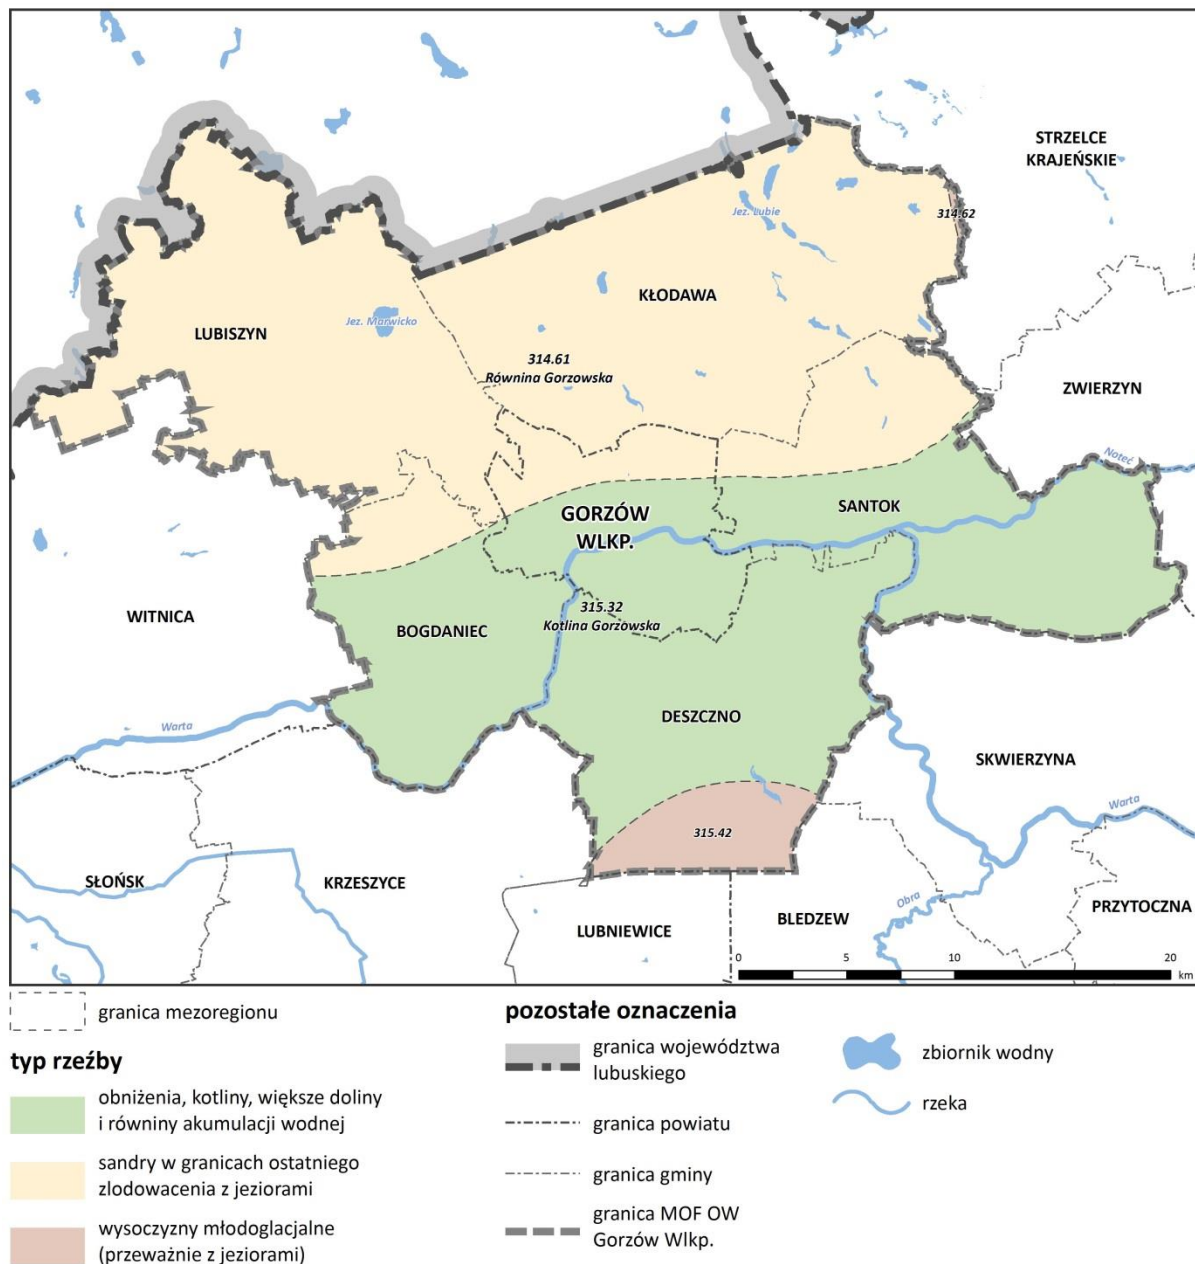 STRZELCE
KRAJEŃSKIE
Jez. Lubie
314.62
KŁODAWA
Jez. Marwicko
LUBISZYN
314.61
Równina Gorzowska
ZWIERZYN
Noteć
SANTOK
GORZÓW
WLKP.
WITNICA
315.32
Kotlina Gorzowska
BOGDANIEC
DESZCZNO
Warta
SKWIERZYNA
Warta
315.42
SŁOŃSK
KRZESZYCE
Obra
PRZYTOCZNA
LUBNIEWICE
BLEDZEW
0 5 10 20
km
granica mezoregionu
typ rzeźby
obniżenia, kotliny, większe doliny
i równiny akumulacji wodnej
sandry w granicach ostatniego
zlodowacenia z jeziorami
wysoczyzny młodoglacjalne
(przeważnie z jeziorami)
pozostałe oznaczenia
granica województwa
lubuskiego
granica powiatu
granica gminy
granica MOF OW
Gorzów Wlkp.
zbiornik wodny
rzeka